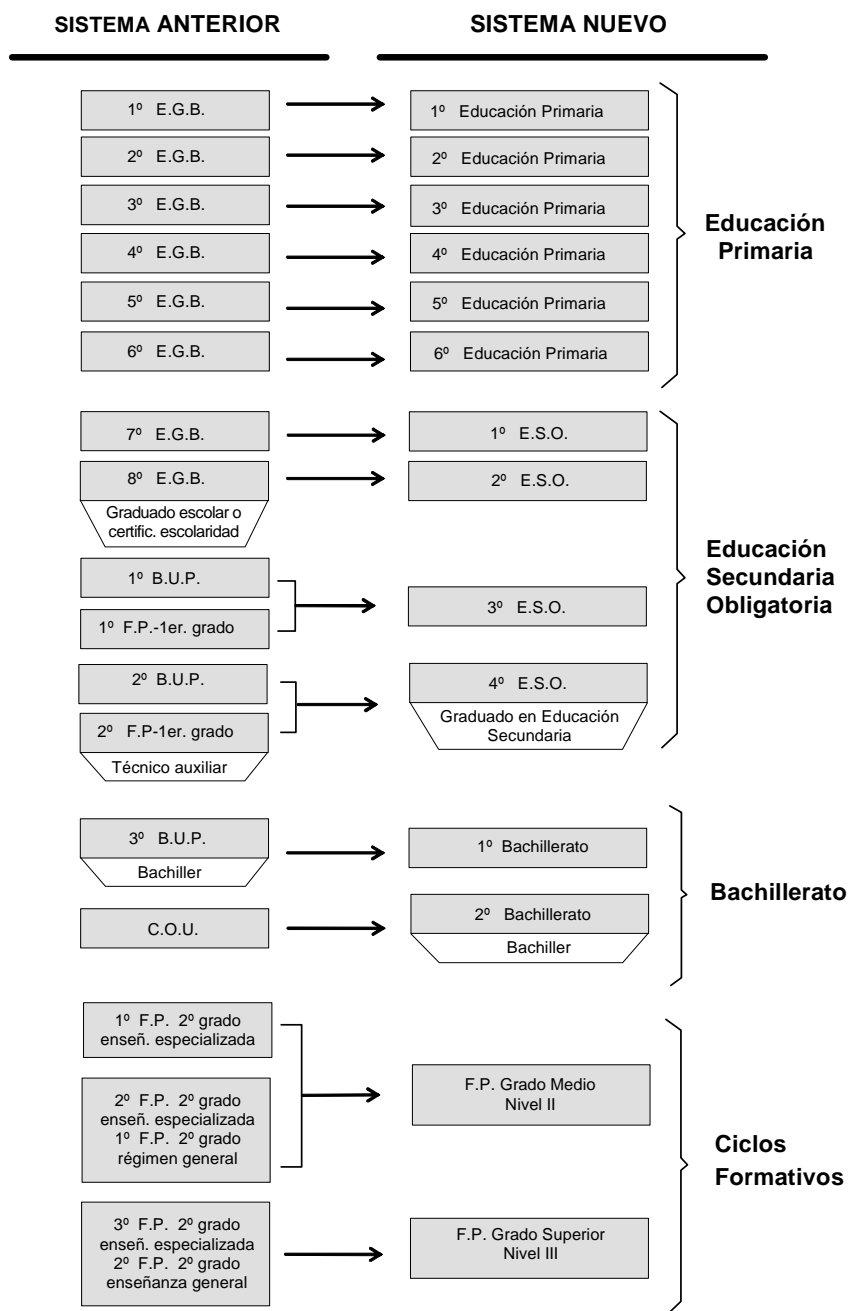 SISTEMA ANTERIOR
SISTEMA NUEVO
1º E.G.B.
1º Educación Primaria
2º E.G.B.
2º Educación Primaria
3º E.G.B.
3º Educación Primaria
4º E.G.B.
4º Educación Primaria
5º E.G.B.
5º Educación Primaria
6º E.G.B.
6º Educación Primaria
Educación
Primaria
7º E.G.B.
1º E.S.O.
8º E.G.B.
2º E.S.O.
Graduado escolar o
certific. escolaridad
1º B.U.P.
1º F.P.-1er. grado
3º E.S.O.
2º B.U.P.
2º F.P-1er. grado
Técnico auxiliar
4º E.S.O.
Graduado en Educación
Secundaria
Educación
Secundaria
Obligatoria
3º B.U.P.
Bachiller
1º Bachillerato
C.O.U.
2º Bachillerato
Bachiller
Bachillerato
1º F.P. 2º grado
enseñ. especializada
2º F.P. 2º grado
enseñ. especializada
1º F.P. 2º grado
régimen general
F.P. Grado Medio
Nivel II
3º F.P. 2º grado
enseñ. especializada
2º F.P. 2º grado
enseñanza general
F.P. Grado Superior
Nivel III
Ciclos
Formativos